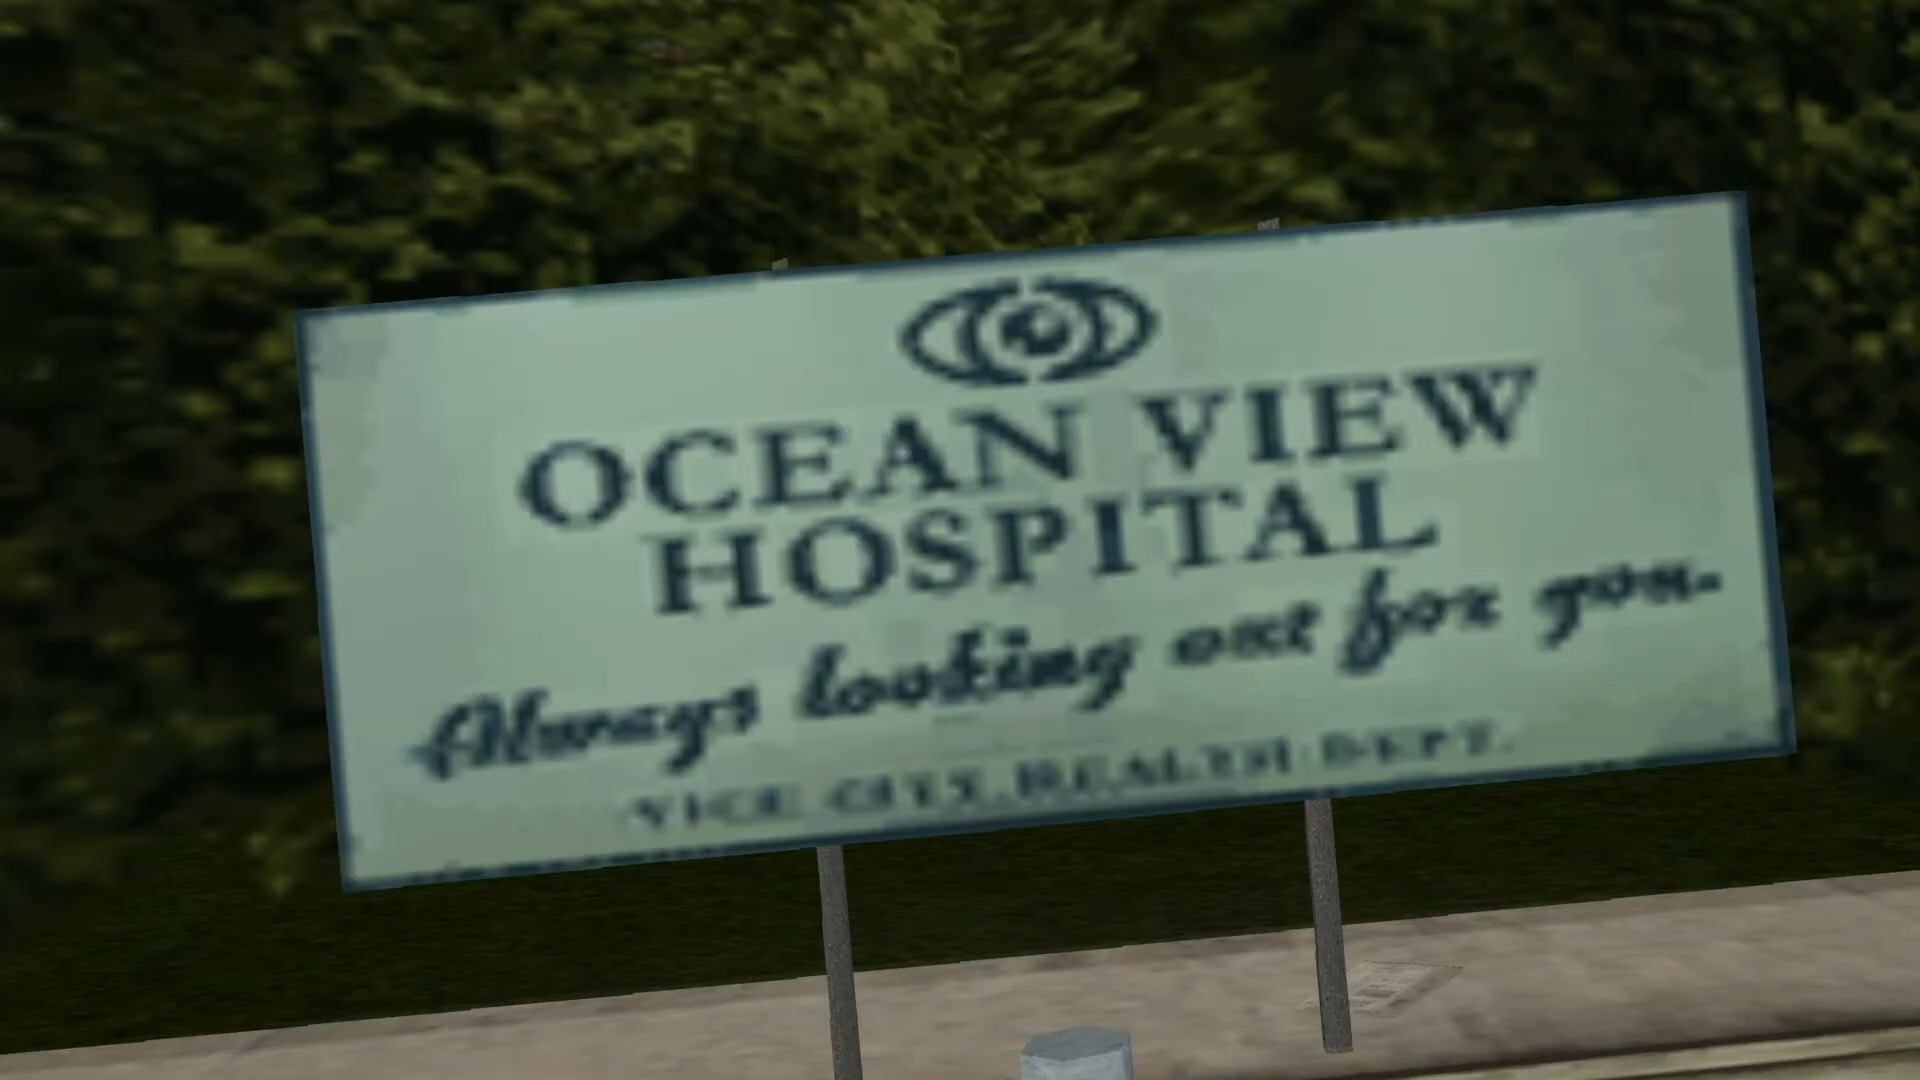 OCEAN VIEW
HOSPITAL
Always looking out for you.
VICE CITY HEALTH DEPT.